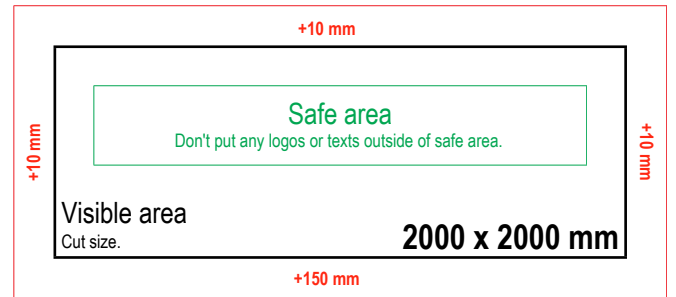 +10 mm
Safe area
Don't put any logos or texts outside of safe area.
+10 mm
+10 mm
Visible area
Cut size.
2000 x 2000 mm
+150 mm